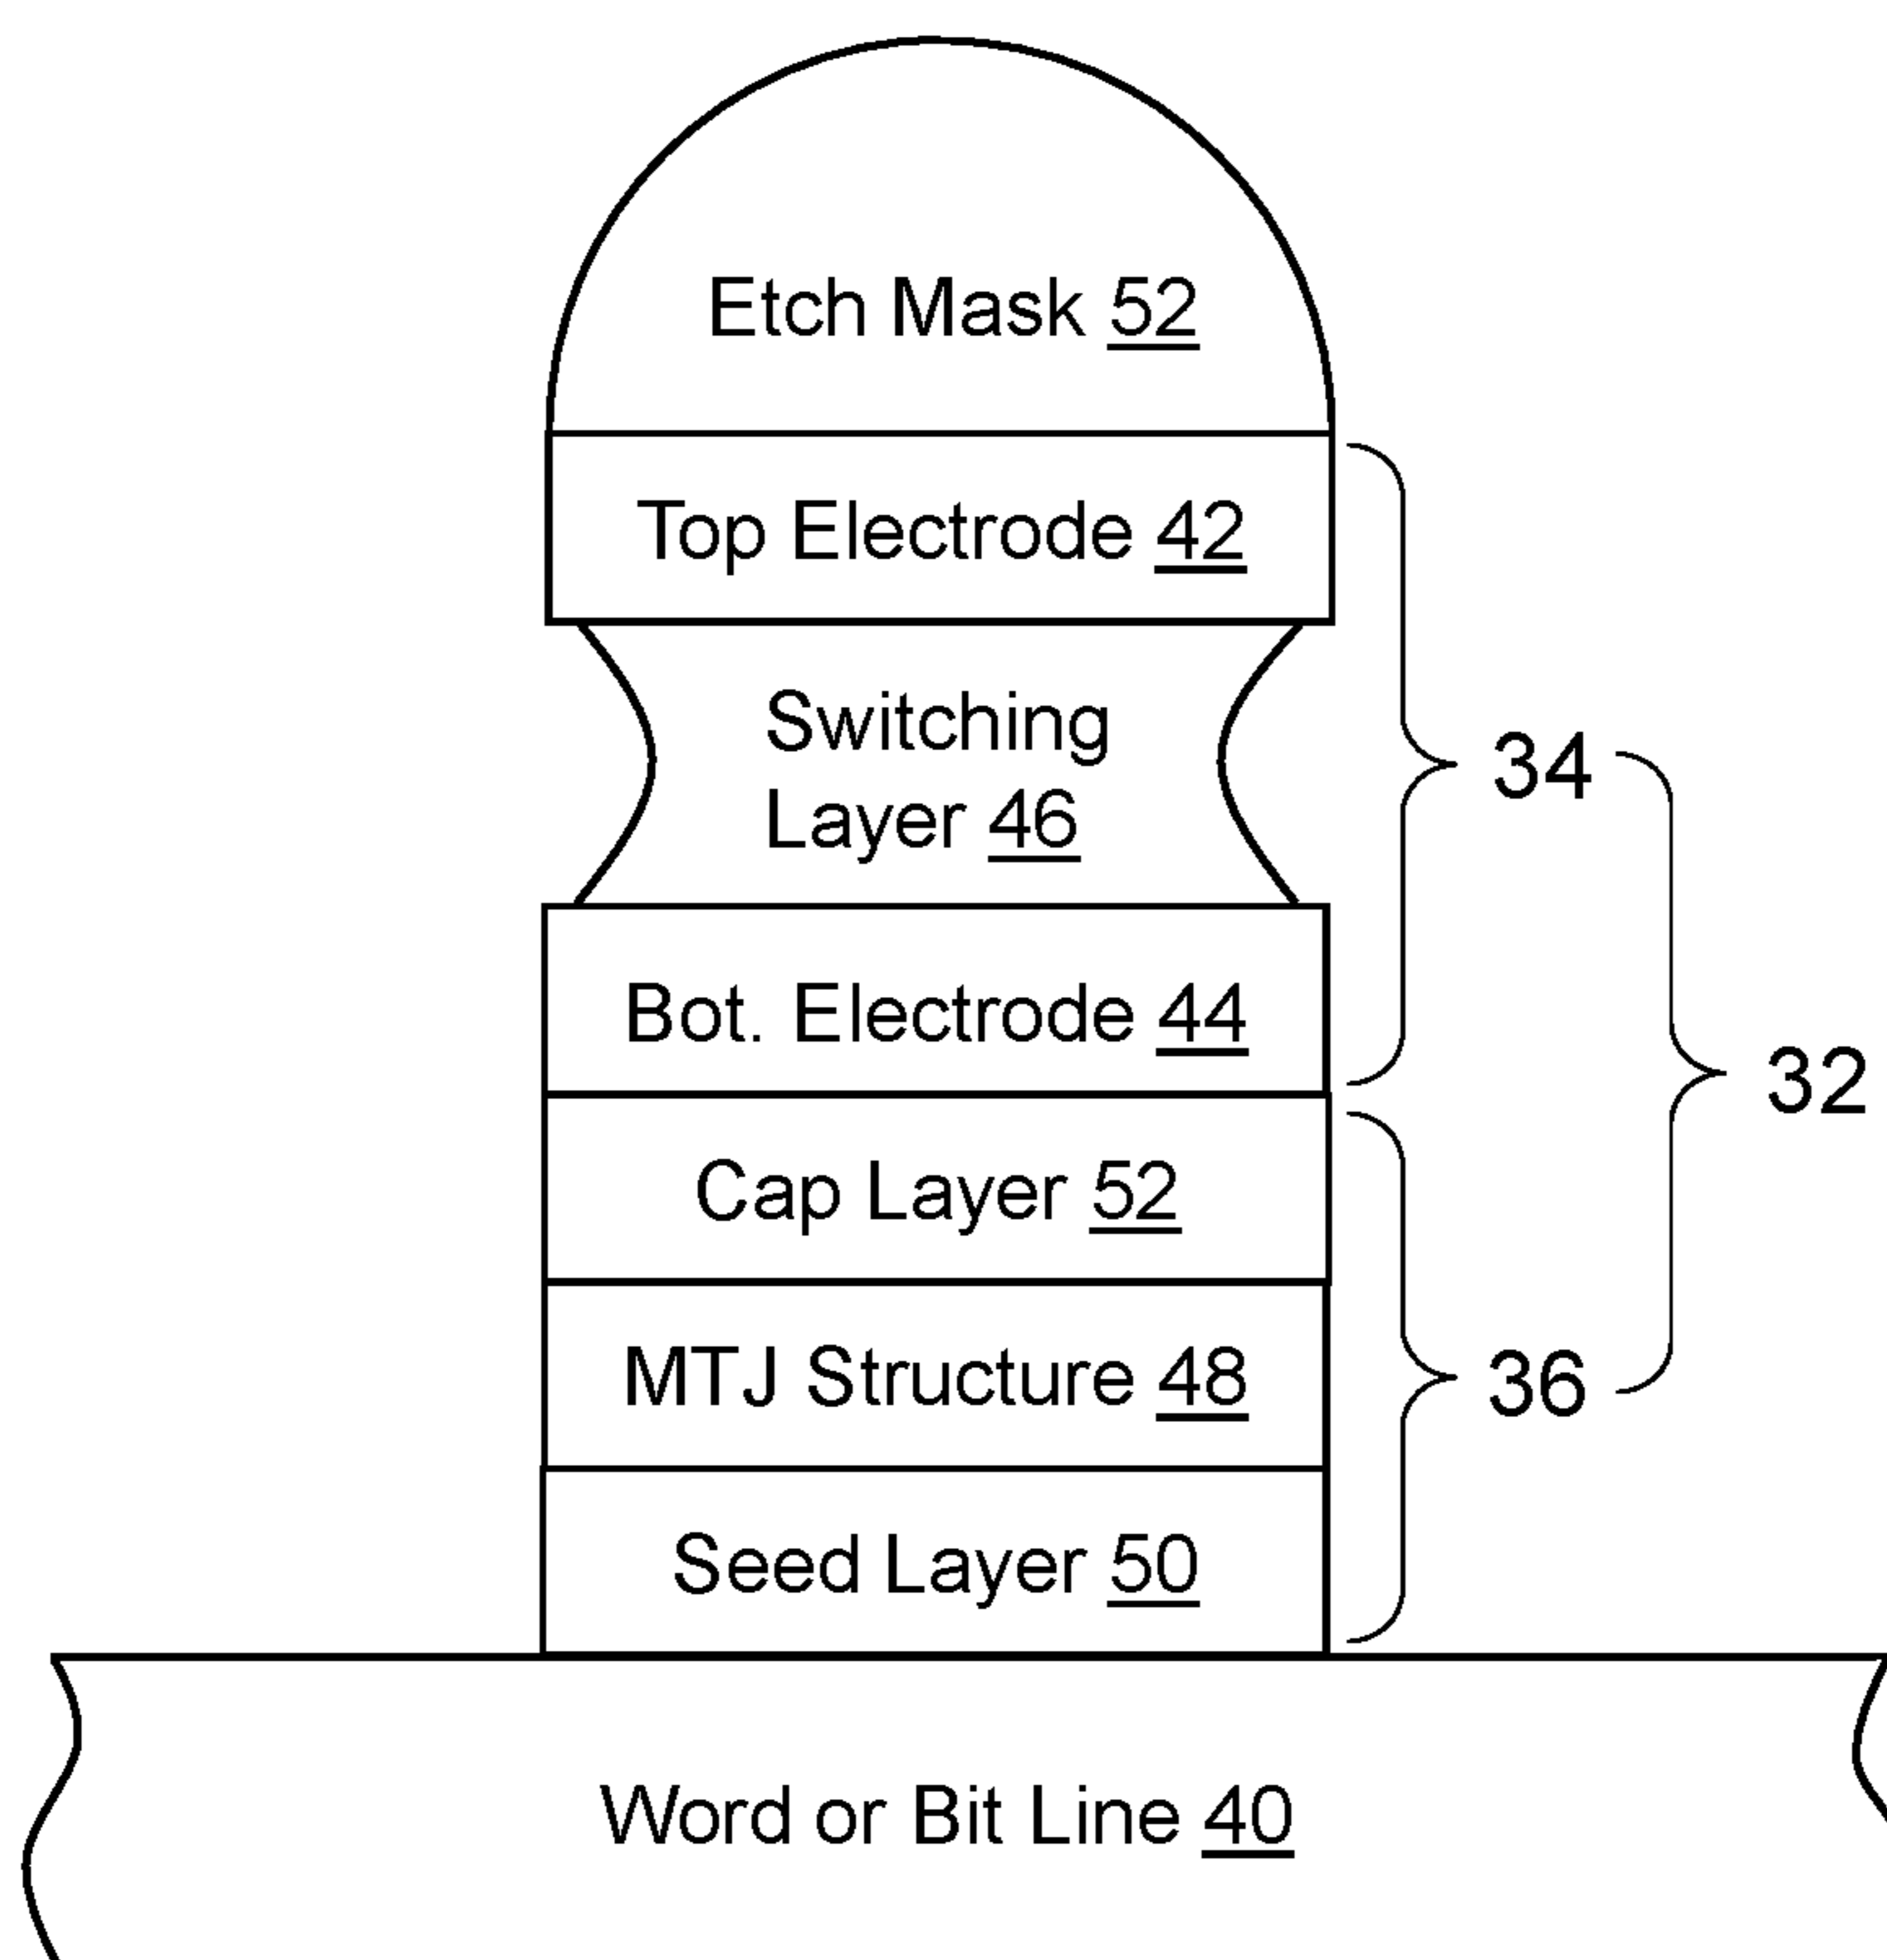 Etch Mask 52
Top Electrode 42
Switching
Layer 46
34
Bot. Electrode 44
32
Cap Layer 52
MTJ Structure 48
36
Seed Layer 50
Word or Bit Line 40